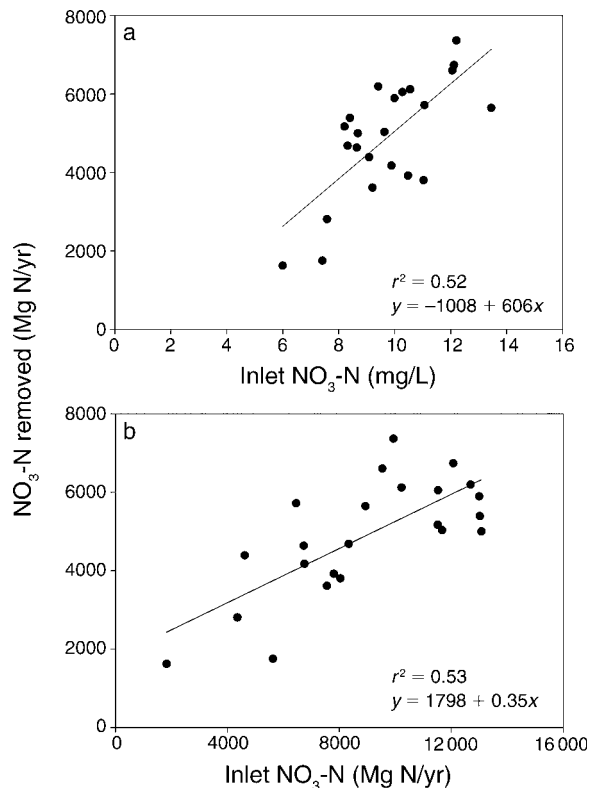 8000
a
6000
4000
2000
0
r² = 0.52
y = –1008 + 606x
0 2 4 6 8 10 12 14 16
Inlet NO₃-N (mg/L)
NO₃-N removed (Mg N/yr)
8000
b
6000
4000
2000
0
r² = 0.53
y = 1798 + 0.35x
0 4000 8000 12 000 16 000
Inlet NO₃-N (Mg N/yr)